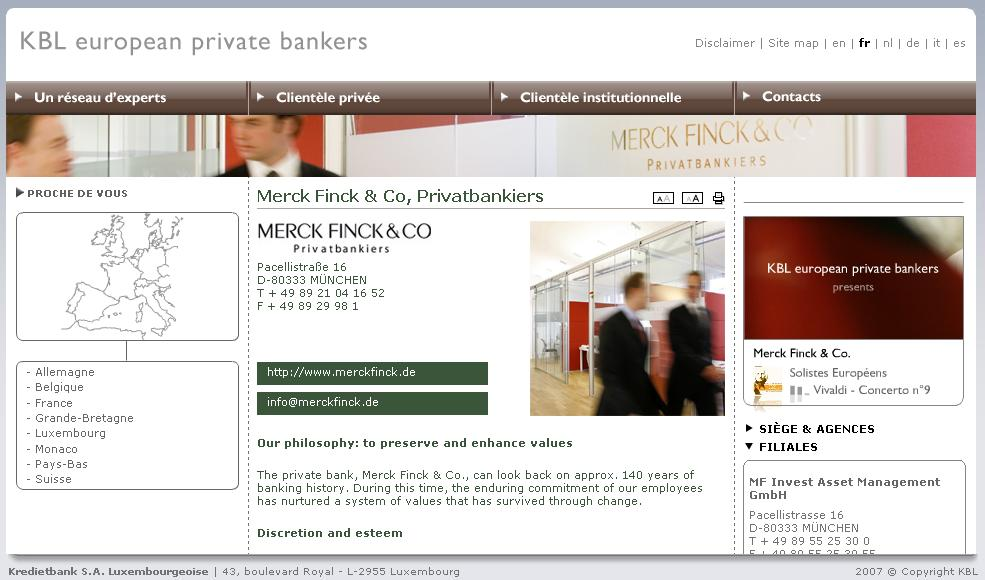 KBL european private bankers
Disclaimer | Site map | en | fr | nl | de | it | es
Un réseau d'experts
Clientèle privée
Clientèle institutionnelle
Contacts
MERCK FINCK & CO
PRIVATBANKIERS
PROCHE DE VOUS
- Allemagne
- Belgique
- France
- Grande-Bretagne
- Luxembourg
- Monaco
- Pays-Bas
- Suisse
Merck Finck & Co, Privatbankiers
AA
AA
MERCK FINCK & CO
Privatbankiers
Pacellistraße 16
D-80333 MÜNCHEN
T + 49 89 21 04 16 52
F + 49 89 29 98 1
http://www.merckfinck.de
info@merckfinck.de
Our philosophy: to preserve and enhance values
The private bank, Merck Finck & Co., can look back on approx. 140 years of
banking history. During this time, the enduring commitment of our employees
has nurtured a system of values that has survived through change.
Discretion and esteem
KBL european private bankers
presents
Merck Finck & Co.
Solistes Européens
Vivaldi - Concerto n°9
SIÈGE & AGENCES
FILIALES
MF Invest Asset Management
GmbH
Pacellistrasse 16
D-80333 MÜNCHEN
T + 49 89 55 25 30 0
F + 49 89 55 25 30 55
Kredietbank S.A. Luxembourgeoise | 43, boulevard Royal - L-2955 Luxembourg
2007 © Copyright KBL